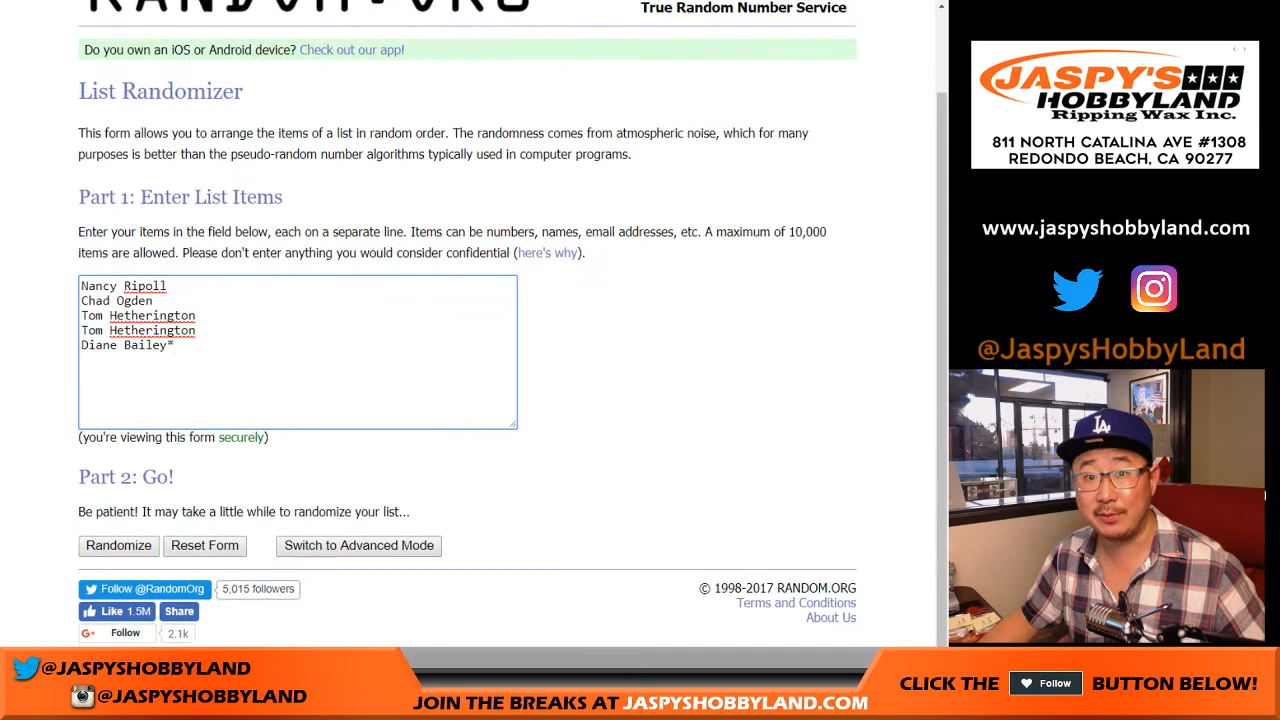 RANDOM.ORG
True Random Number Service
Do you own an iOS or Android device? Check out our app!
List Randomizer
This form allows you to arrange the items of a list in random order. The randomness comes from atmospheric noise, which for many
purposes is better than the pseudo-random number algorithms typically used in computer programs.
Part 1: Enter List Items
Enter your items in the field below, each on a separate line. Items can be numbers, names, email addresses, etc. A maximum of 10,000
items are allowed. Please don't enter anything you would consider confidential (here's why).
Nancy Ripoll
Chad Ogden
Tom Hetherington
Tom Hetherington
Diane Bailey*
(you're viewing this form securely)
Part 2: Go!
Be patient! It may take a little while to randomize your list...
Randomize
Reset Form
Switch to Advanced Mode
Follow @RandomOrg
5,015 followers
Like 1.5M
Share
G+ Follow
2.1k
© 1998-2017 RANDOM.ORG
Terms and Conditions
About Us
JASPY'S
HOBBYLAND
Ripping Wax Inc.
811 NORTH CATALINA AVE #1308
REDONDO BEACH, CA 90277
www.jaspyshobbyland.com
@JaspysHobbyLand
LA
@JASPYSHOBBYLAND
@JASPYSHOBBYLAND
JOIN THE BREAKS AT JASPYSHOBBYLAND.COM
CLICK THE Follow BUTTON BELOW!